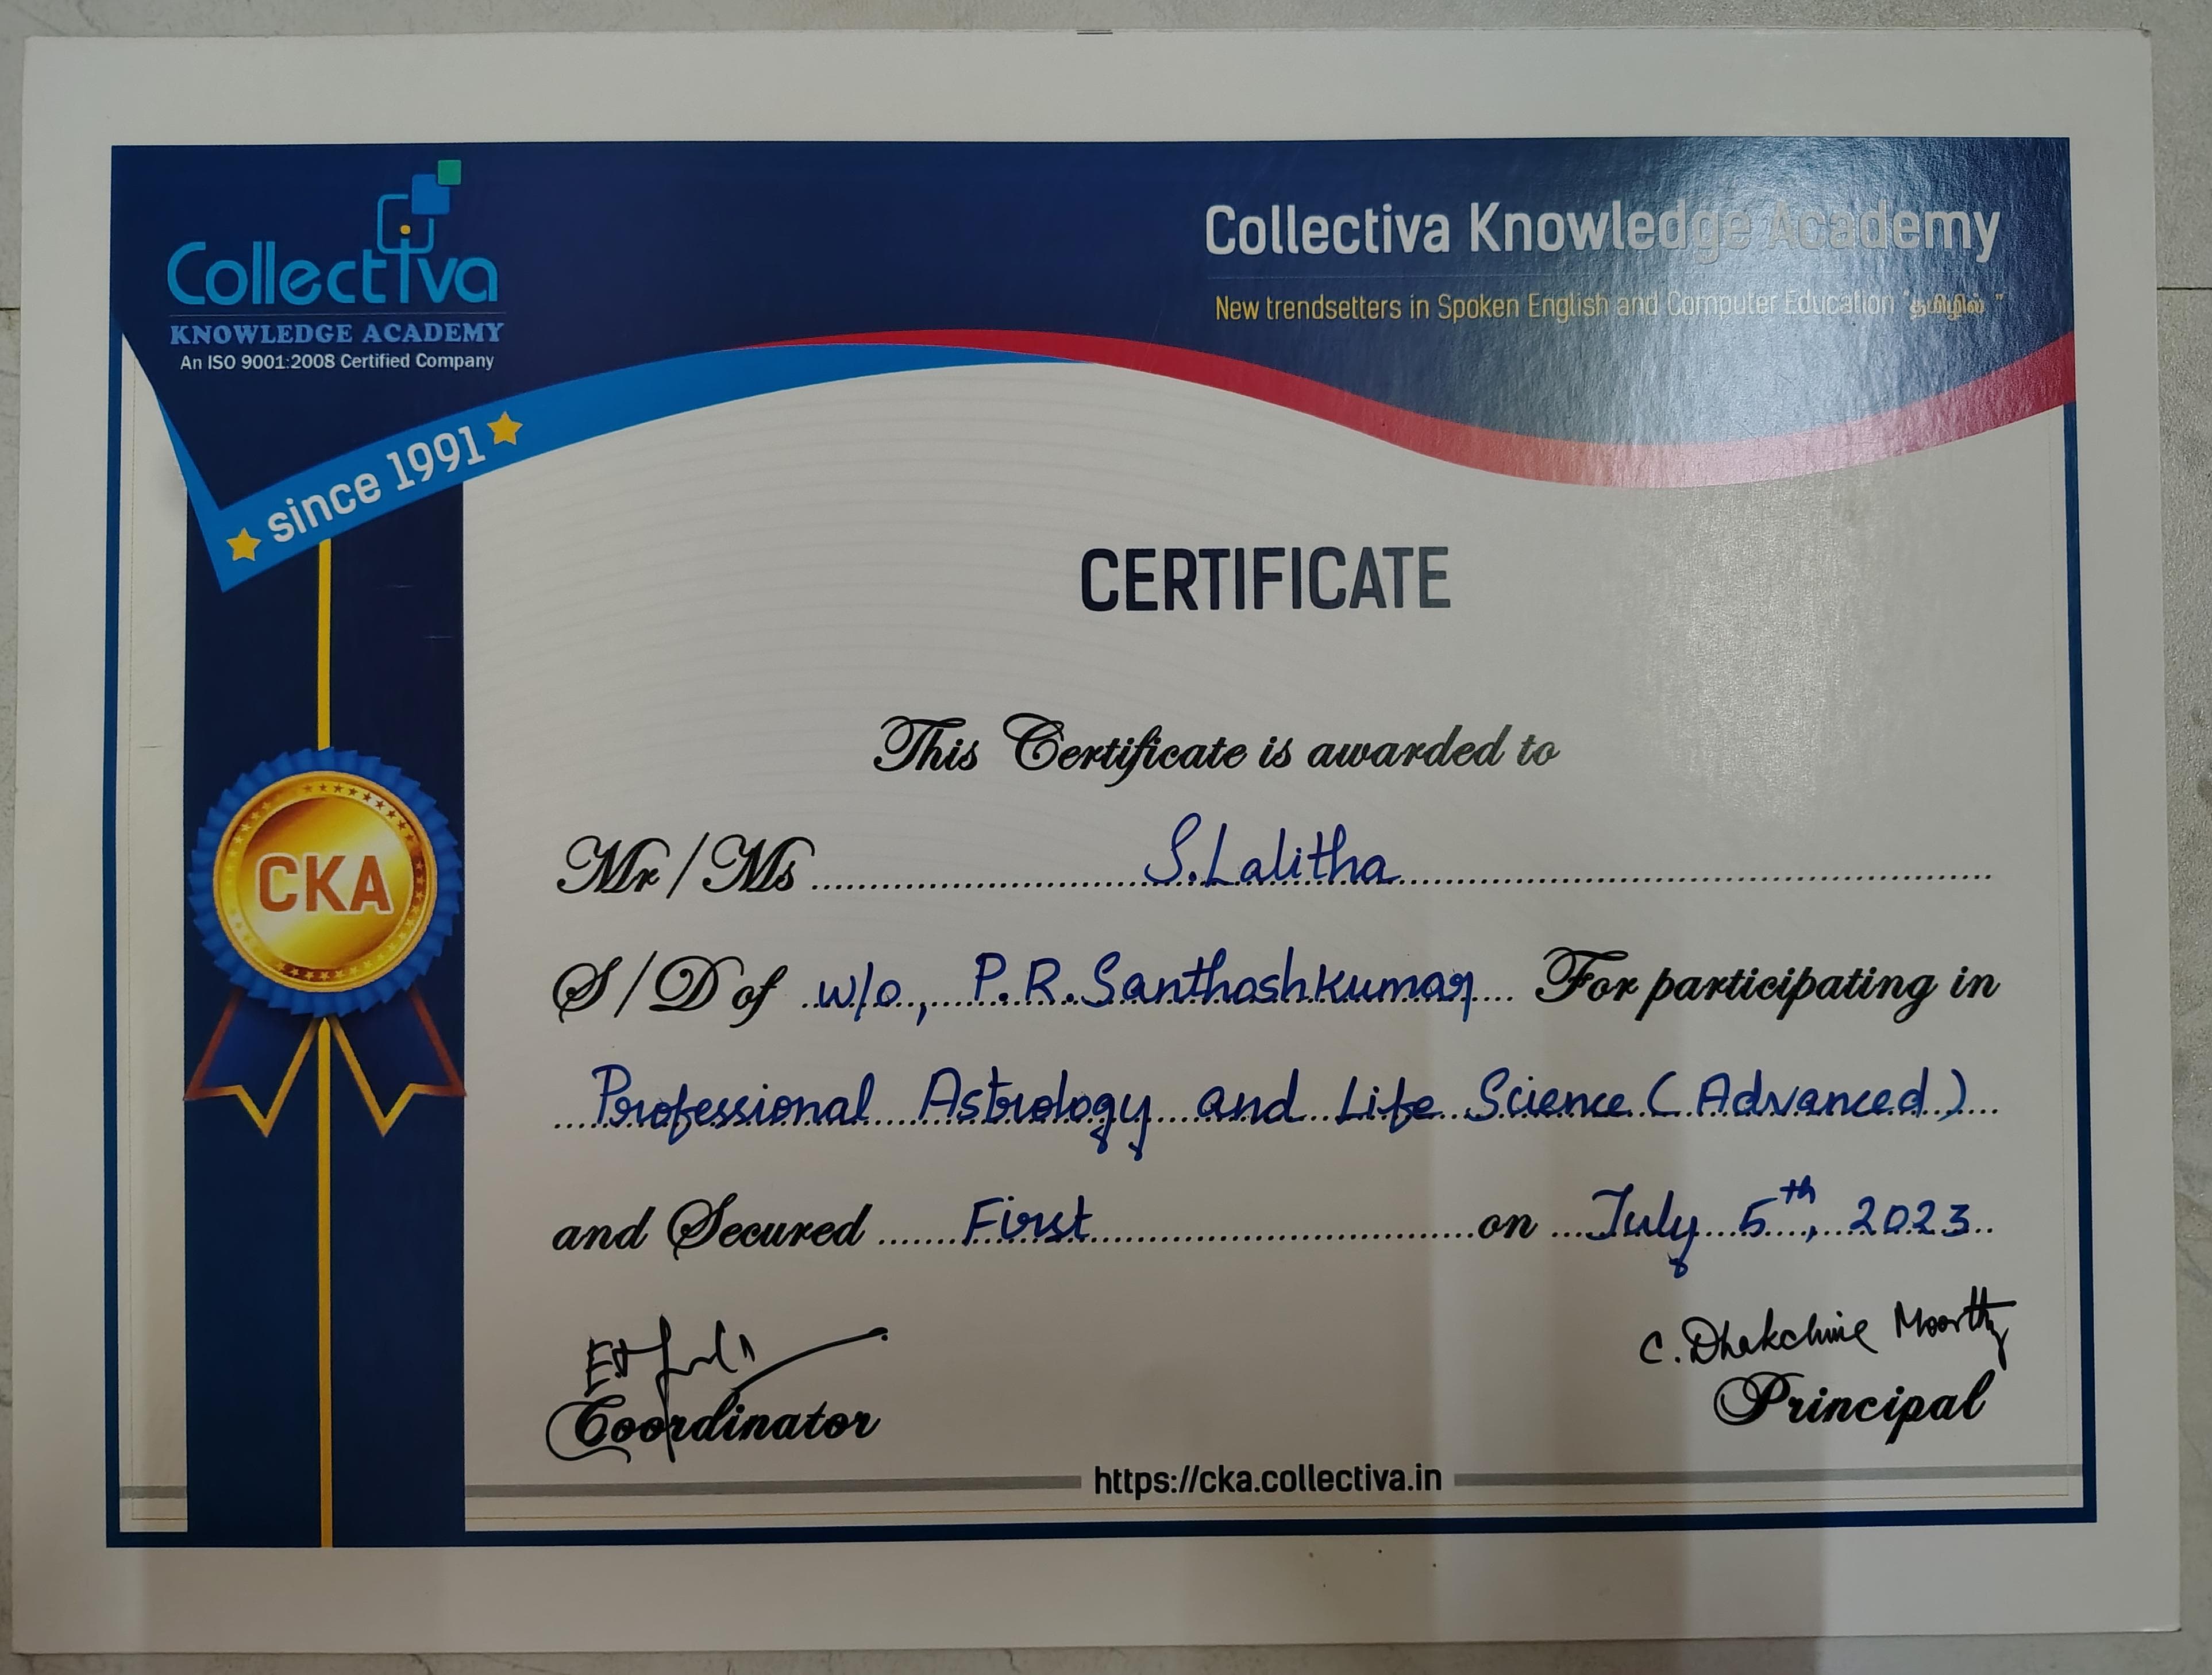 Collectiva
KNOWLEDGE ACADEMY
An ISO 9001:2008 Certified Company
since 1991
Collectiva Knowledge Academy
New trendsetters in Spoken English and Computer Education "தமிழில்"
CERTIFICATE
This Certificate is awarded to
Mr / Ms S. Lalitha
S / D of w/o, P. R. Santhoshkumar For participating in
Professional Astrology and Life Science (Advanced)
and Secured First on July 5th, 2023
CKA
C. Dhakchine Moorthy
Coordinator
Principal
https://cka.collectiva.in